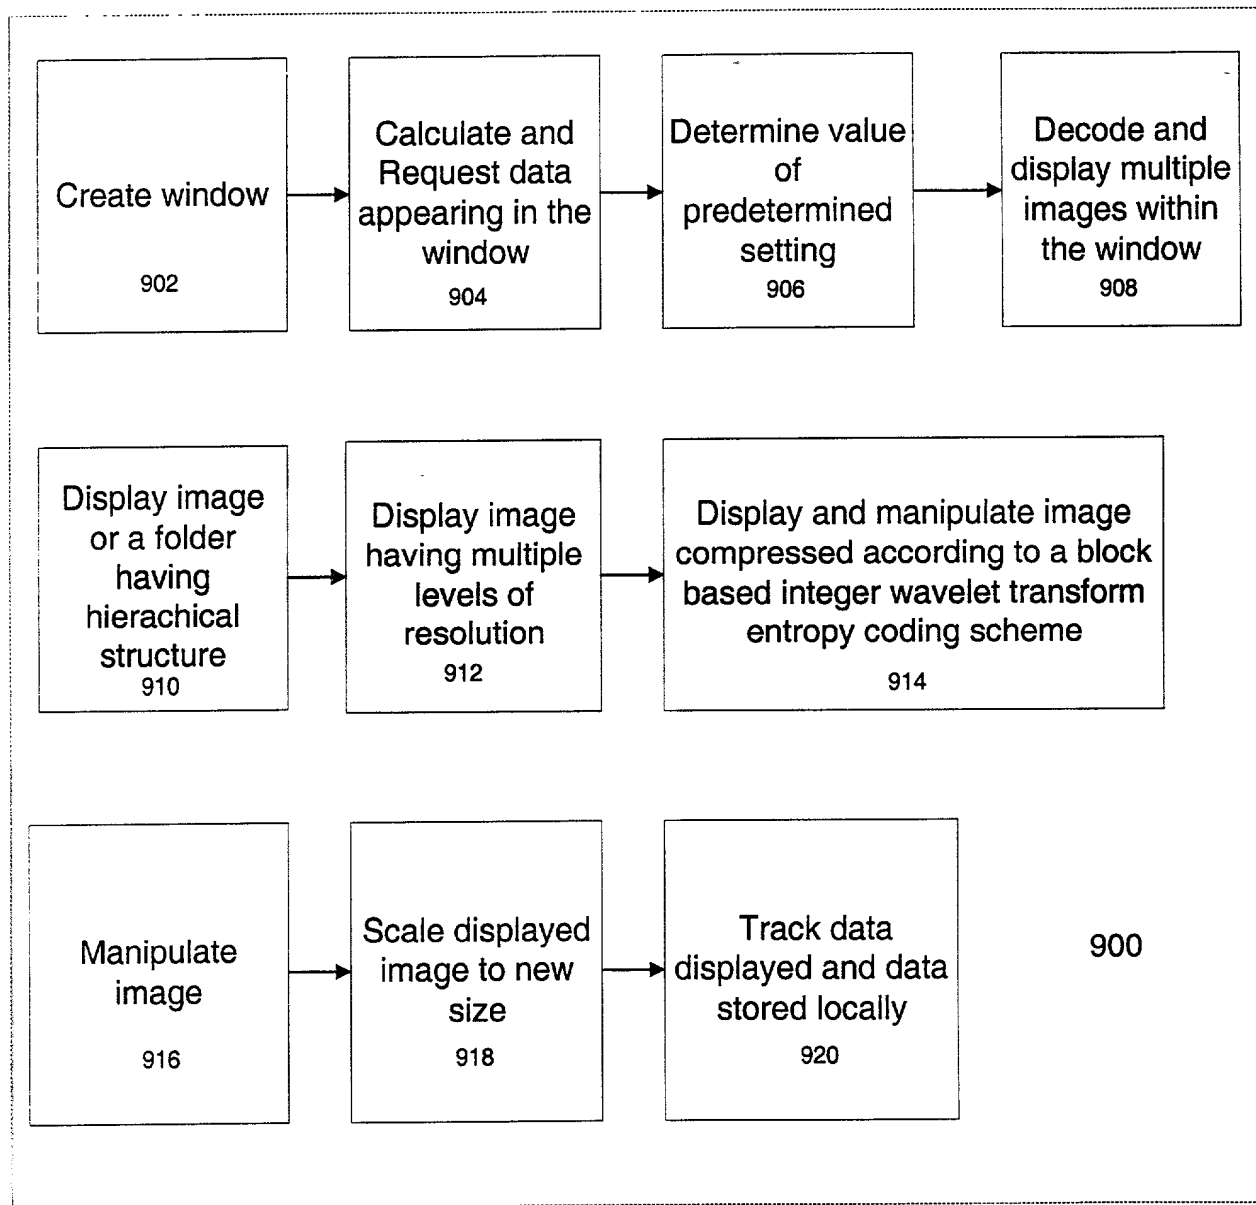 Create window
902
Calculate and
Request data
appearing in the
window
904
Determine value
of
predetermined
setting
906
Decode and
display multiple
images within
the window
908
Display image
or a folder
having
hierachical
structure
910
Display image
having multiple
levels of
resolution
912
Display and manipulate image
compressed according to a block
based integer wavelet transform
entropy coding scheme
914
Manipulate
image
916
Scale displayed
image to new
size
918
Track data
displayed and data
stored locally
920
900